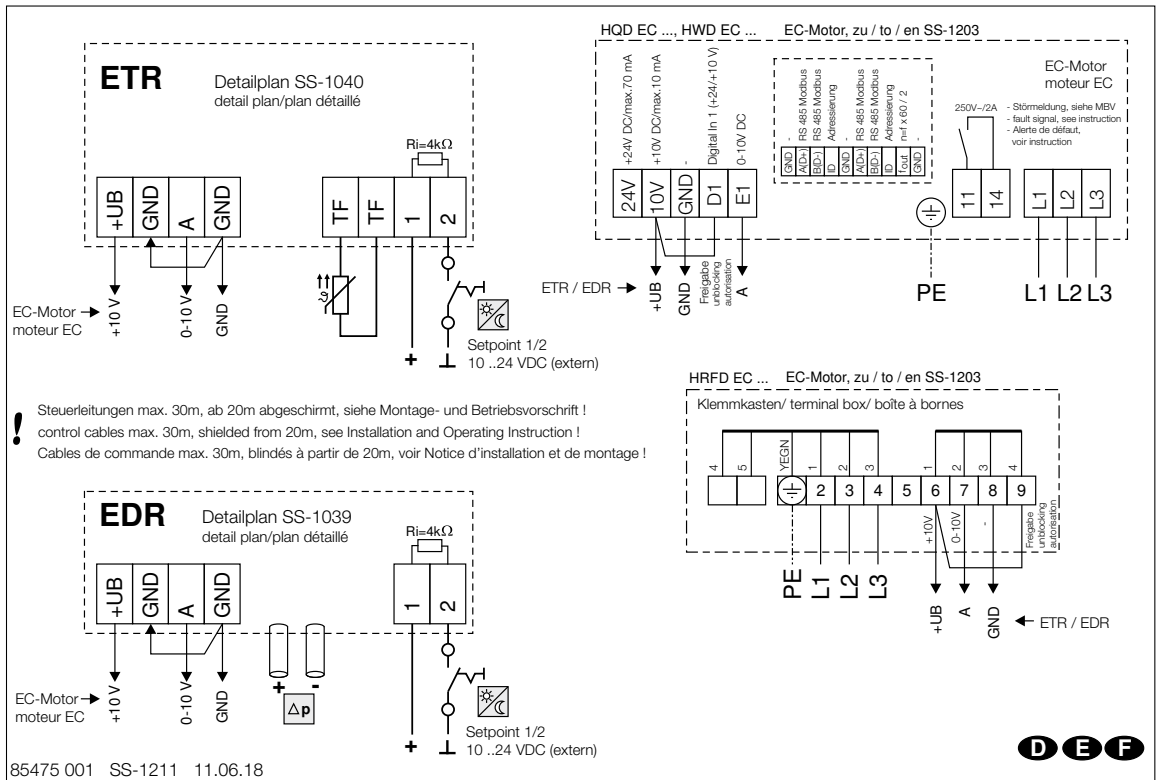 ETR
Detailplan SS-1040
detail plan/plan détaillé
Ri=4kΩ
+UB
GND
A
GND
TF
TF
1
2
EC-Motor
moteur EC
+10 V
0-10 V
GND
ϑ
+
⊥
Setpoint 1/2
10 ..24 VDC (extern)
HQD EC ..., HWD EC ...
EC-Motor, zu / to / en SS-1203
+24V DC/max.70 mA
+10V DC/max.10 mA
-
Digital In 1 (+24/+10 V)
0-10V DC
24V
10V
GND
D1
E1
-
RS 485 Modbus
RS 485 Modbus
Adressierung
-
RS 485 Modbus
RS 485 Modbus
Adressierung
n=f x 60 / 2
-
GND
A(D+)
B(D-)
ID
GND
A(D+)
B(D-)
ID
fout
GND
EC-Motor
moteur EC
250V~/2A
- Störmeldung, siehe MBV
- fault signal, see instruction
- Alerte de défaut,
voir instruction
11
14
L1
L2
L3
ETR / EDR
+UB
GND
Freigabe
unblocking
autorisation
A
PE
L1 L2 L3
! Steuerleitungen max. 30m, ab 20m abgeschirmt, siehe Montage- und Betriebsvorschrift !
control cables max. 30m, shielded from 20m, see Installation and Operating Instruction !
Cables de commande max. 30m, blindés à partir de 20m, voir Notice d'installation et de montage !
HRFD EC ...
EC-Motor, zu / to / en SS-1203
Klemmkasten/ terminal box/ boîte à bornes
4
5
YEGN
1
2
3
1
2
3
4
2
3
4
5
6
7
8
9
+10V
0-10V
-
Freigabe
unblocking
autorisation
PE
L1
L2
L3
+UB
A
GND
ETR / EDR
EDR
Detailplan SS-1039
detail plan/plan détaillé
Ri=4kΩ
+UB
GND
A
GND
1
2
EC-Motor
moteur EC
+10 V
0-10 V
GND
+
-
Δp
+
⊥
Setpoint 1/2
10 ..24 VDC (extern)
85475 001 SS-1211 11.06.18
D E F